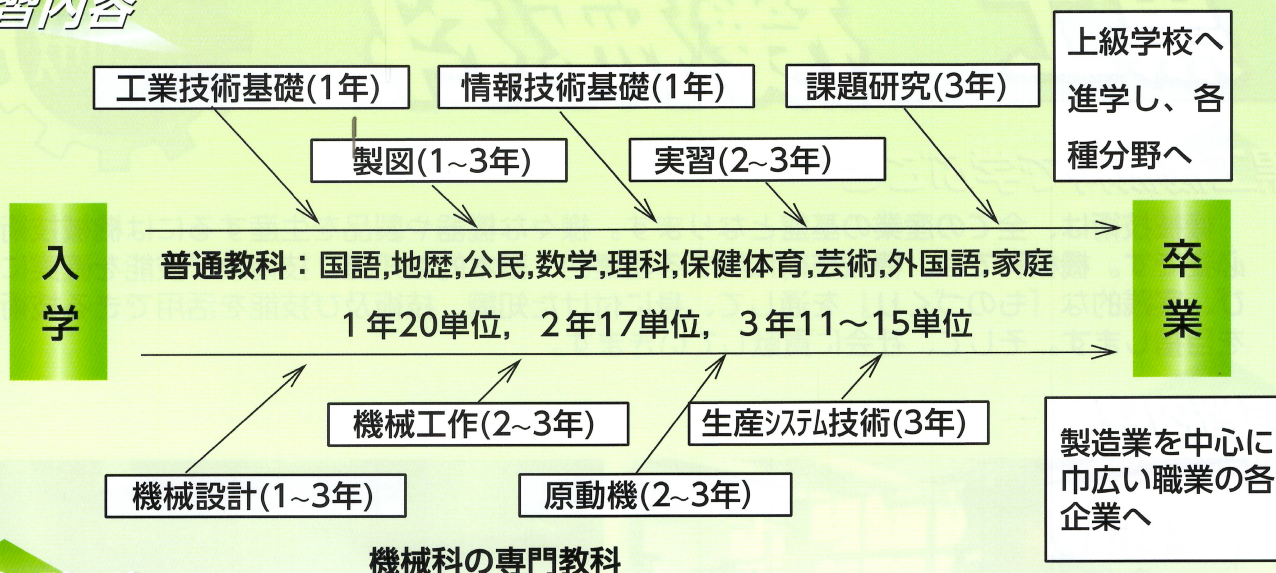 習内容
工業技術基礎(1年)
情報技術基礎(1年)
課題研究(3年)
上級学校へ
進学し、各
種分野へ
製図(1~3年)
実習(2~3年)
入学
普通教科：国語,地歴,公民,数学,理科,保健体育,芸術,外国語,家庭
1年20単位，2年17単位，3年11～15単位
卒業
機械工作(2~3年)
生産システム技術(3年)
機械設計(1~3年)
原動機(2~3年)
製造業を中心に
巾広い職業の各
企業へ
機械科の専門教科